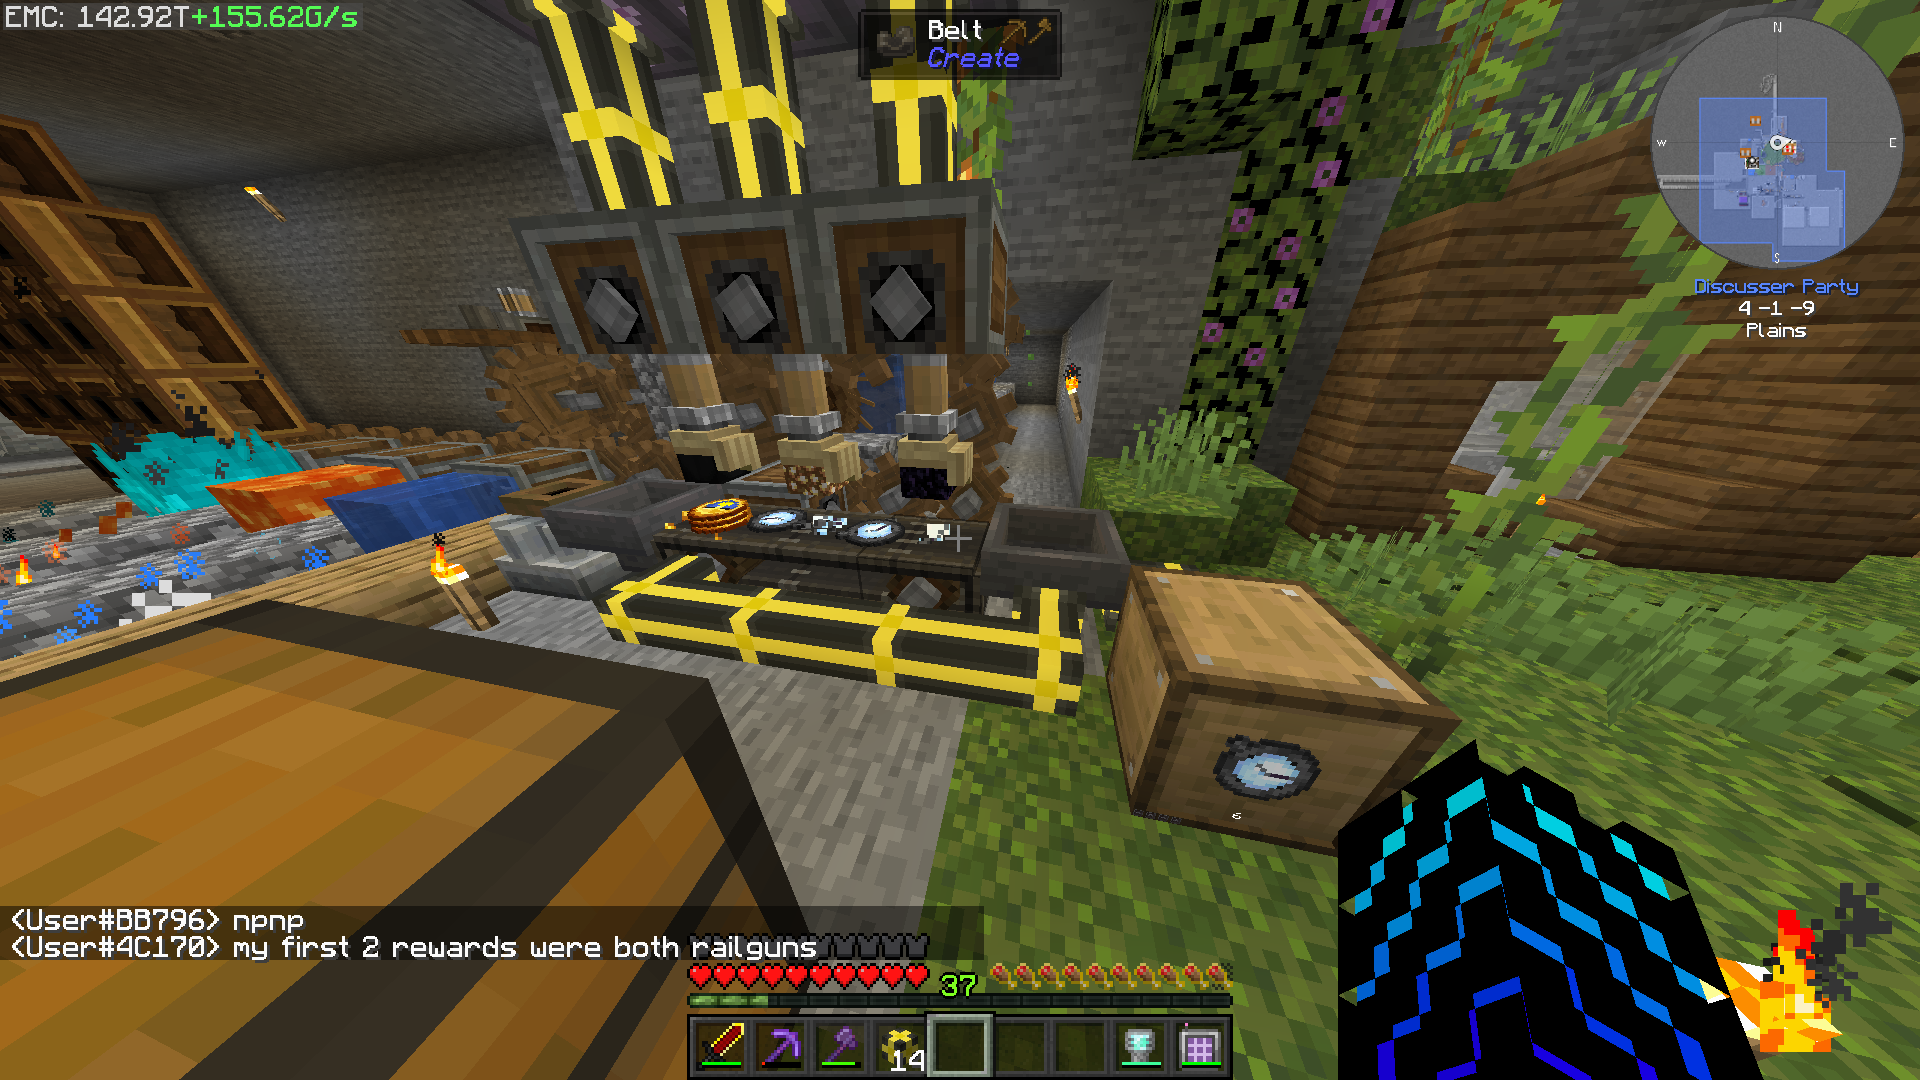 EMC: 142.92T+155.62G/s
Belt
Create
N
W
E
S
Discusser Party
4 -1 -9
Plains
6
<User#BB796> npnp
<User#4C170> my first 2 rewards were both railguns
37
14